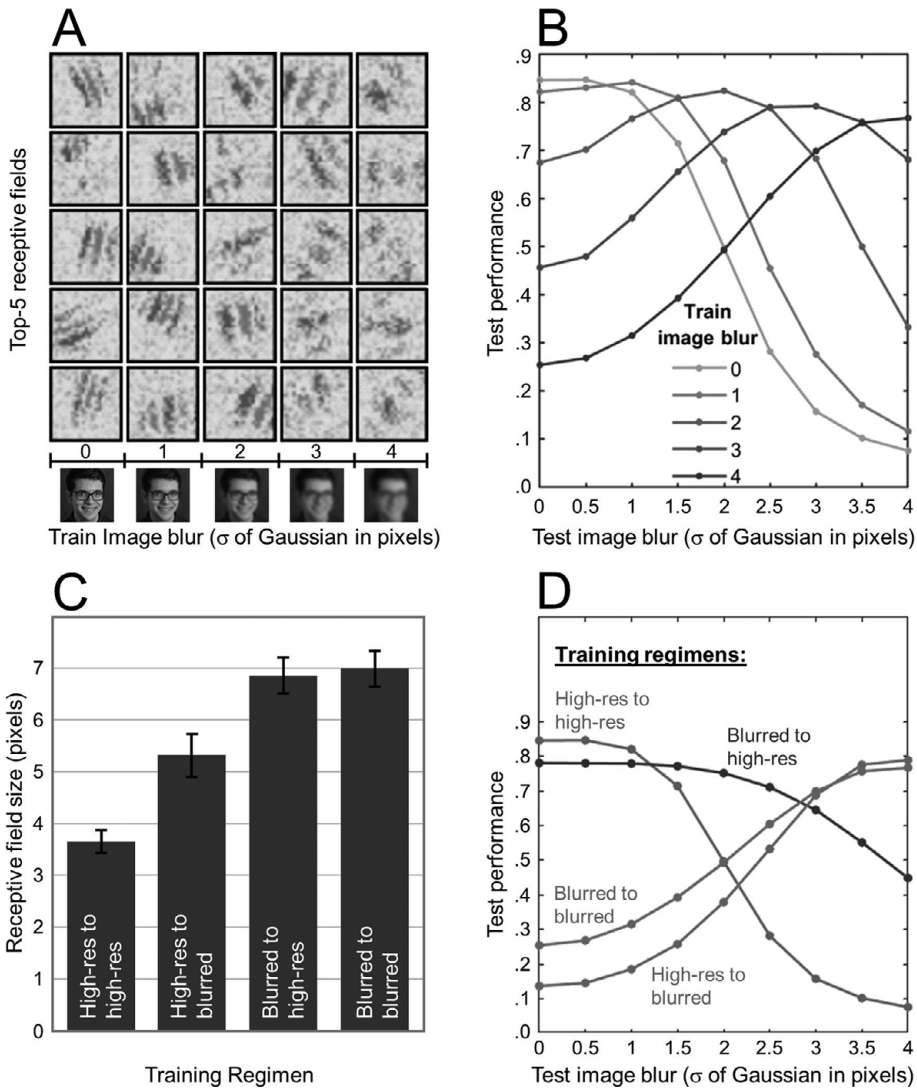 A
Top-5 receptive fields
0 1 2 3 4
Train Image blur (σ of Gaussian in pixels)
B
.9
.8
.7
.6
.5
.4
.3
.2
.1
.0
Test performance
Train
image blur
0
1
2
3
4
0 0.5 1 1.5 2 2.5 3 3.5 4
Test image blur (σ of Gaussian in pixels)
C
7
6
5
4
3
2
1
0
Receptive field size (pixels)
High-res to
high-res
High-res to
blurred
Blurred to
high-res
Blurred to
blurred
Training Regimen
D
Training regimens:
High-res to
high-res
Blurred to
high-res
Blurred to
blurred
High-res to
blurred
.9
.8
.7
.6
.5
.4
.3
.2
.1
.0
Test performance
0 0.5 1 1.5 2 2.5 3 3.5 4
Test image blur (σ of Gaussian in pixels)